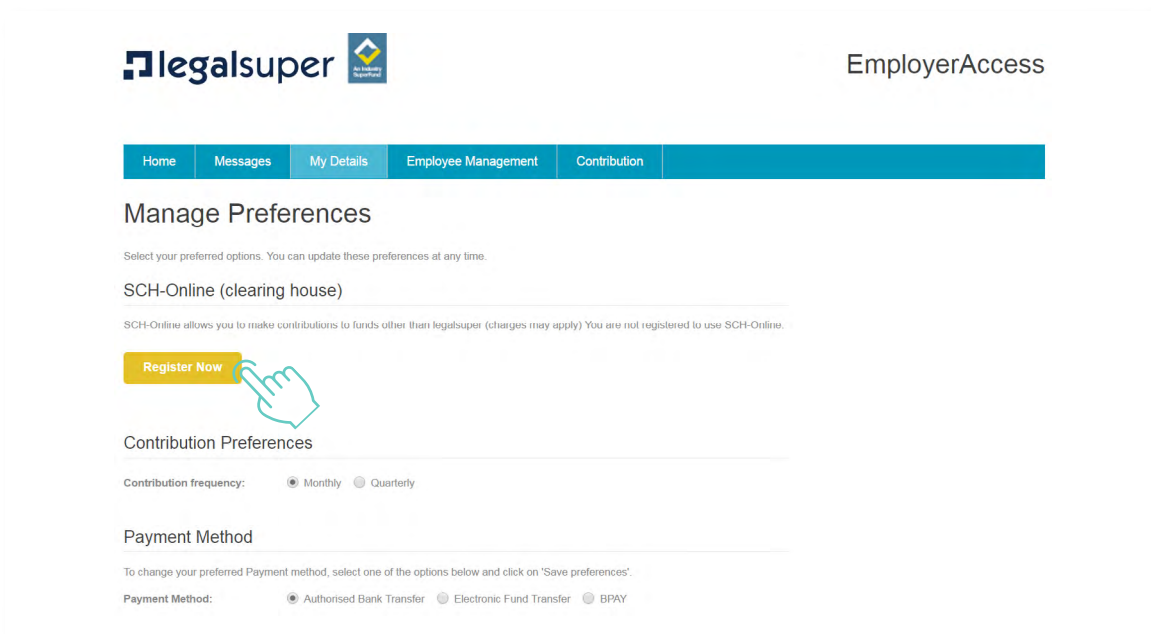 legalsuper
An Industry
SuperFund
EmployerAccess
Home Messages My Details Employee Management Contribution
Manage Preferences
Select your preferred options. You can update these preferences at any time.
SCH-Online (clearing house)
SCH-Online allows you to make contributions to funds other than legalsuper (charges may apply) You are not registered to use SCH-Online.
Register Now
Contribution Preferences
Contribution frequency: Monthly Quarterly
Payment Method
To change your preferred Payment method, select one of the options below and click on 'Save preferences'.
Payment Method: Authorised Bank Transfer Electronic Fund Transfer BPAY